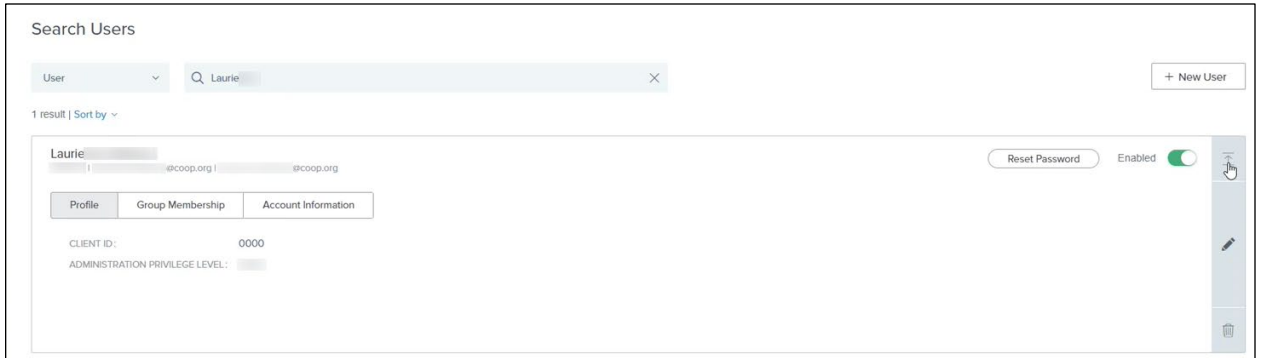 Search Users
User Laurie
+ New User
1 result | Sort by
Laurie
Reset Password Enabled
| @coop.org | @coop.org
Profile Group Membership Account Information
CLIENT ID: 0000
ADMINISTRATION PRIVILEGE LEVEL: